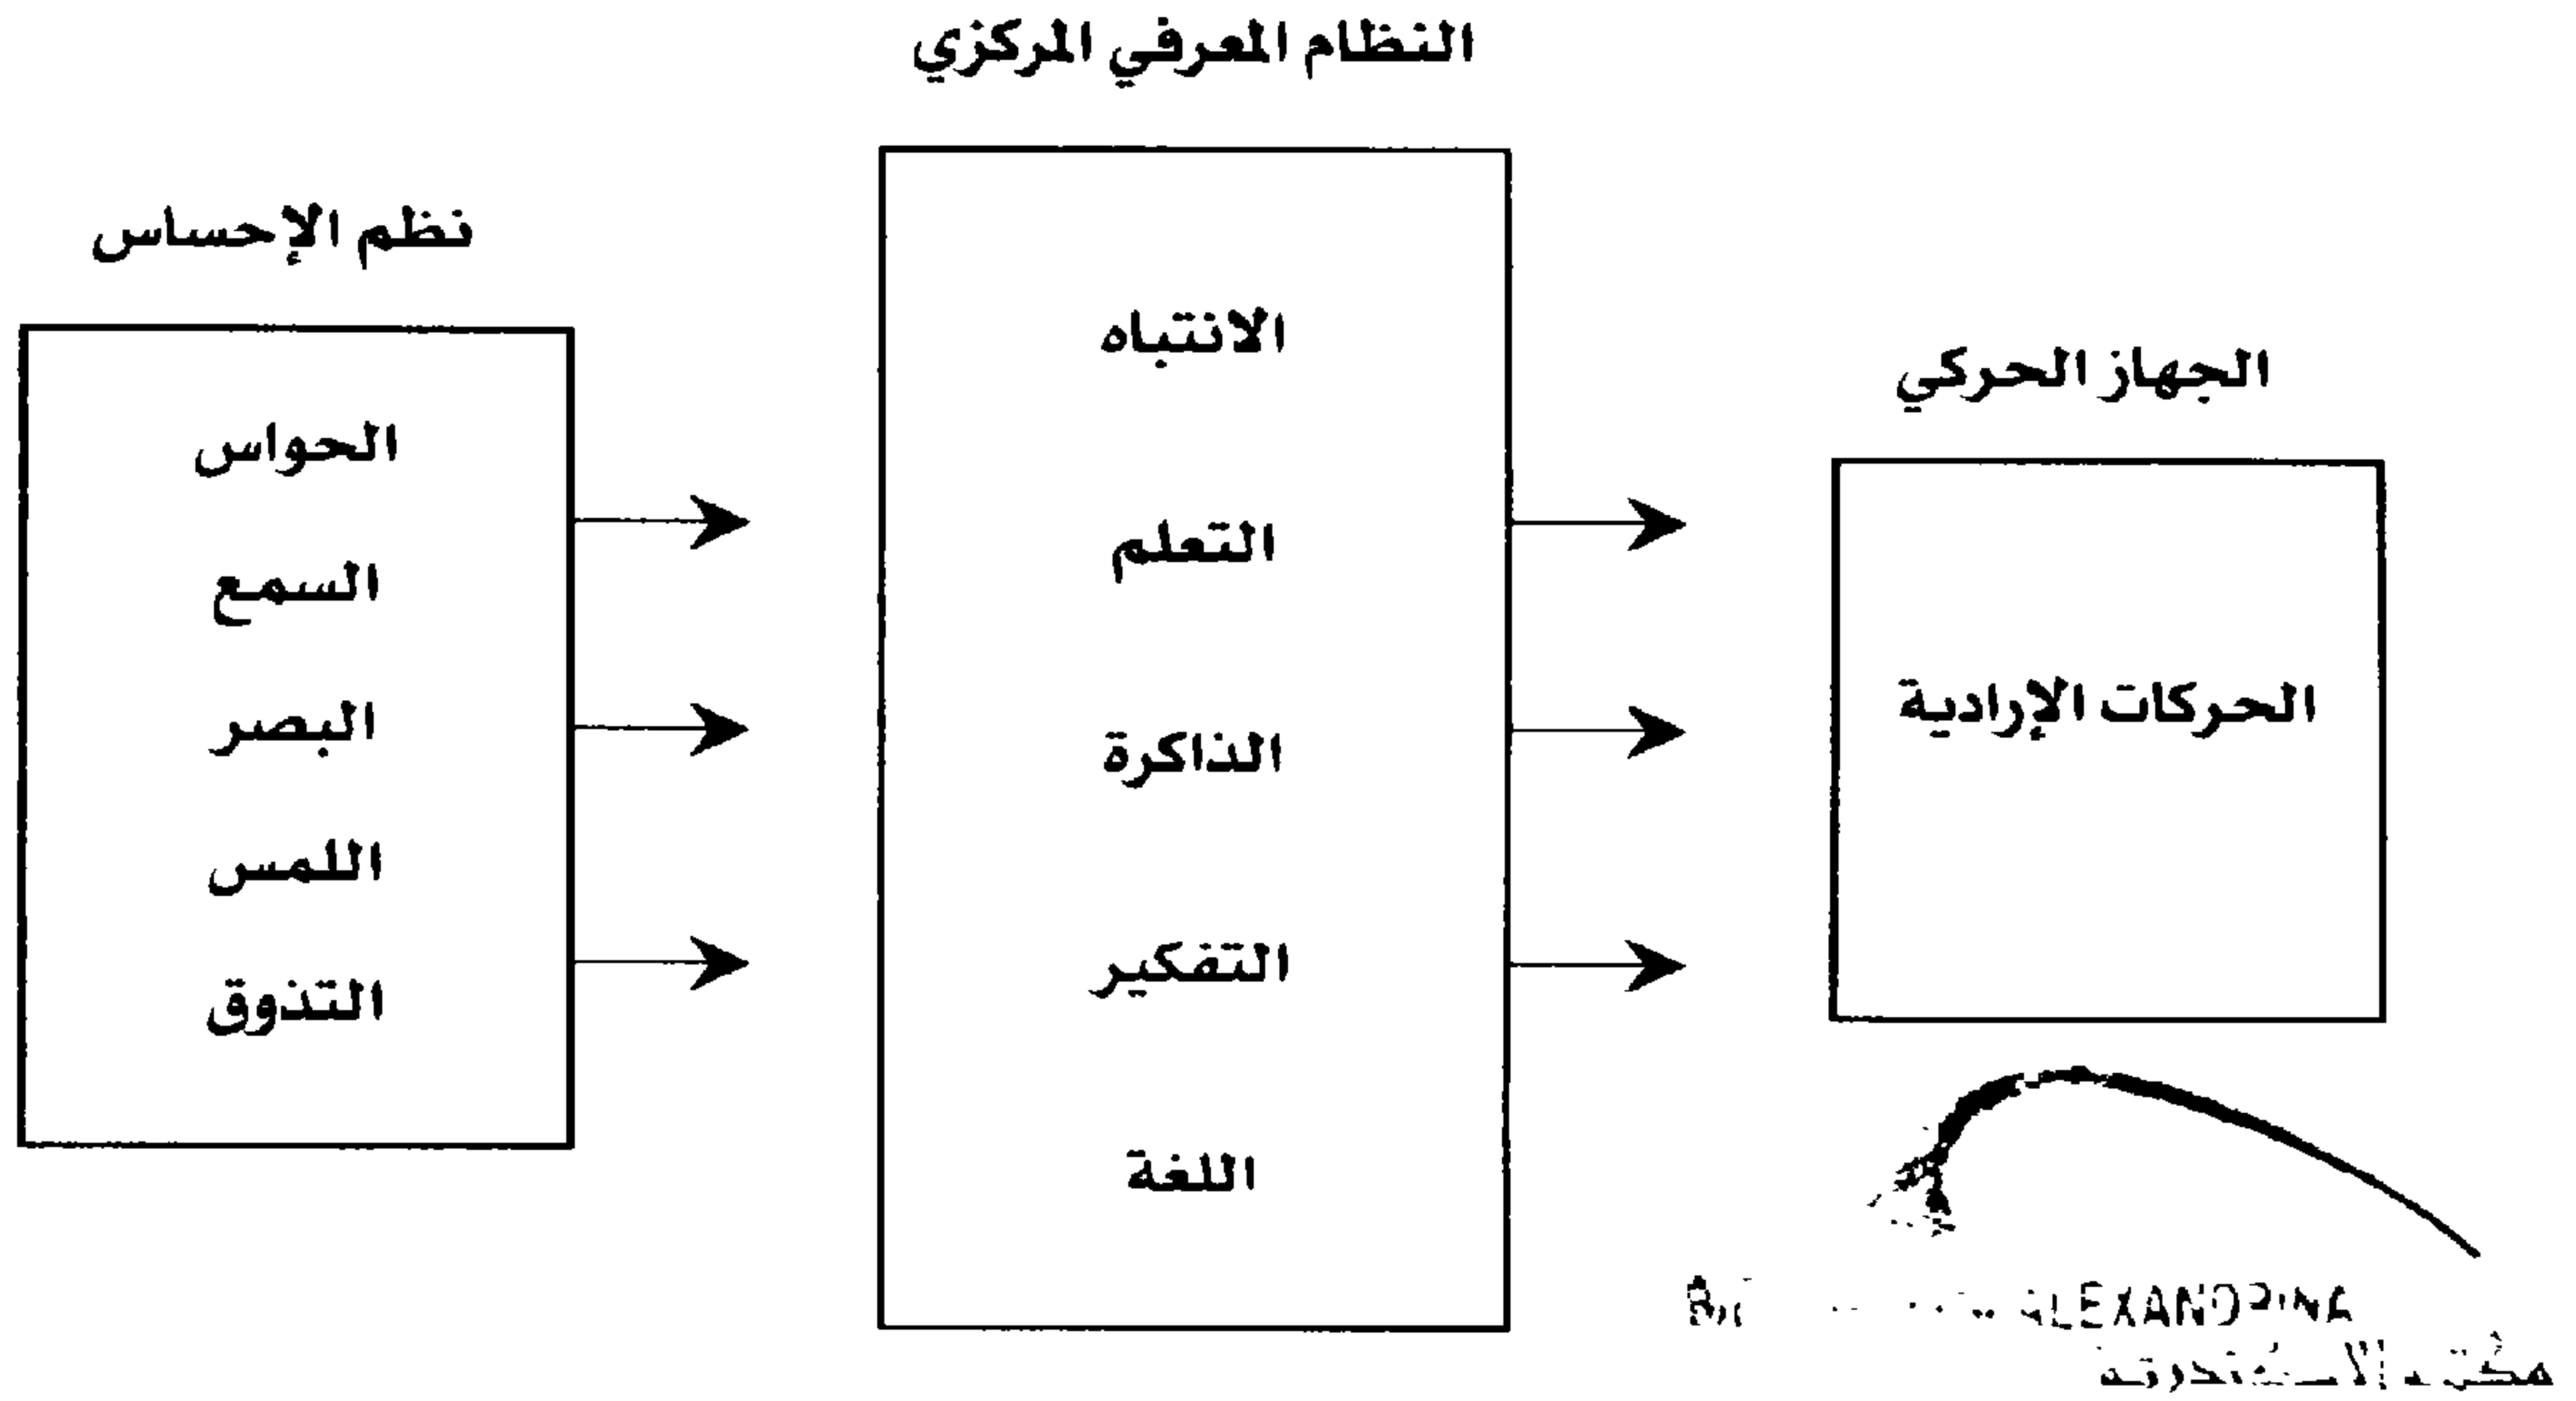 النظام المعرفي المركزي
نظم الإحساس
الحواس
السمع
البصر
اللمس
التذوق
الانتباه
التعلم
الذاكرة
التفكير
اللغة
الجهاز الحركي
الحركات الإرادية